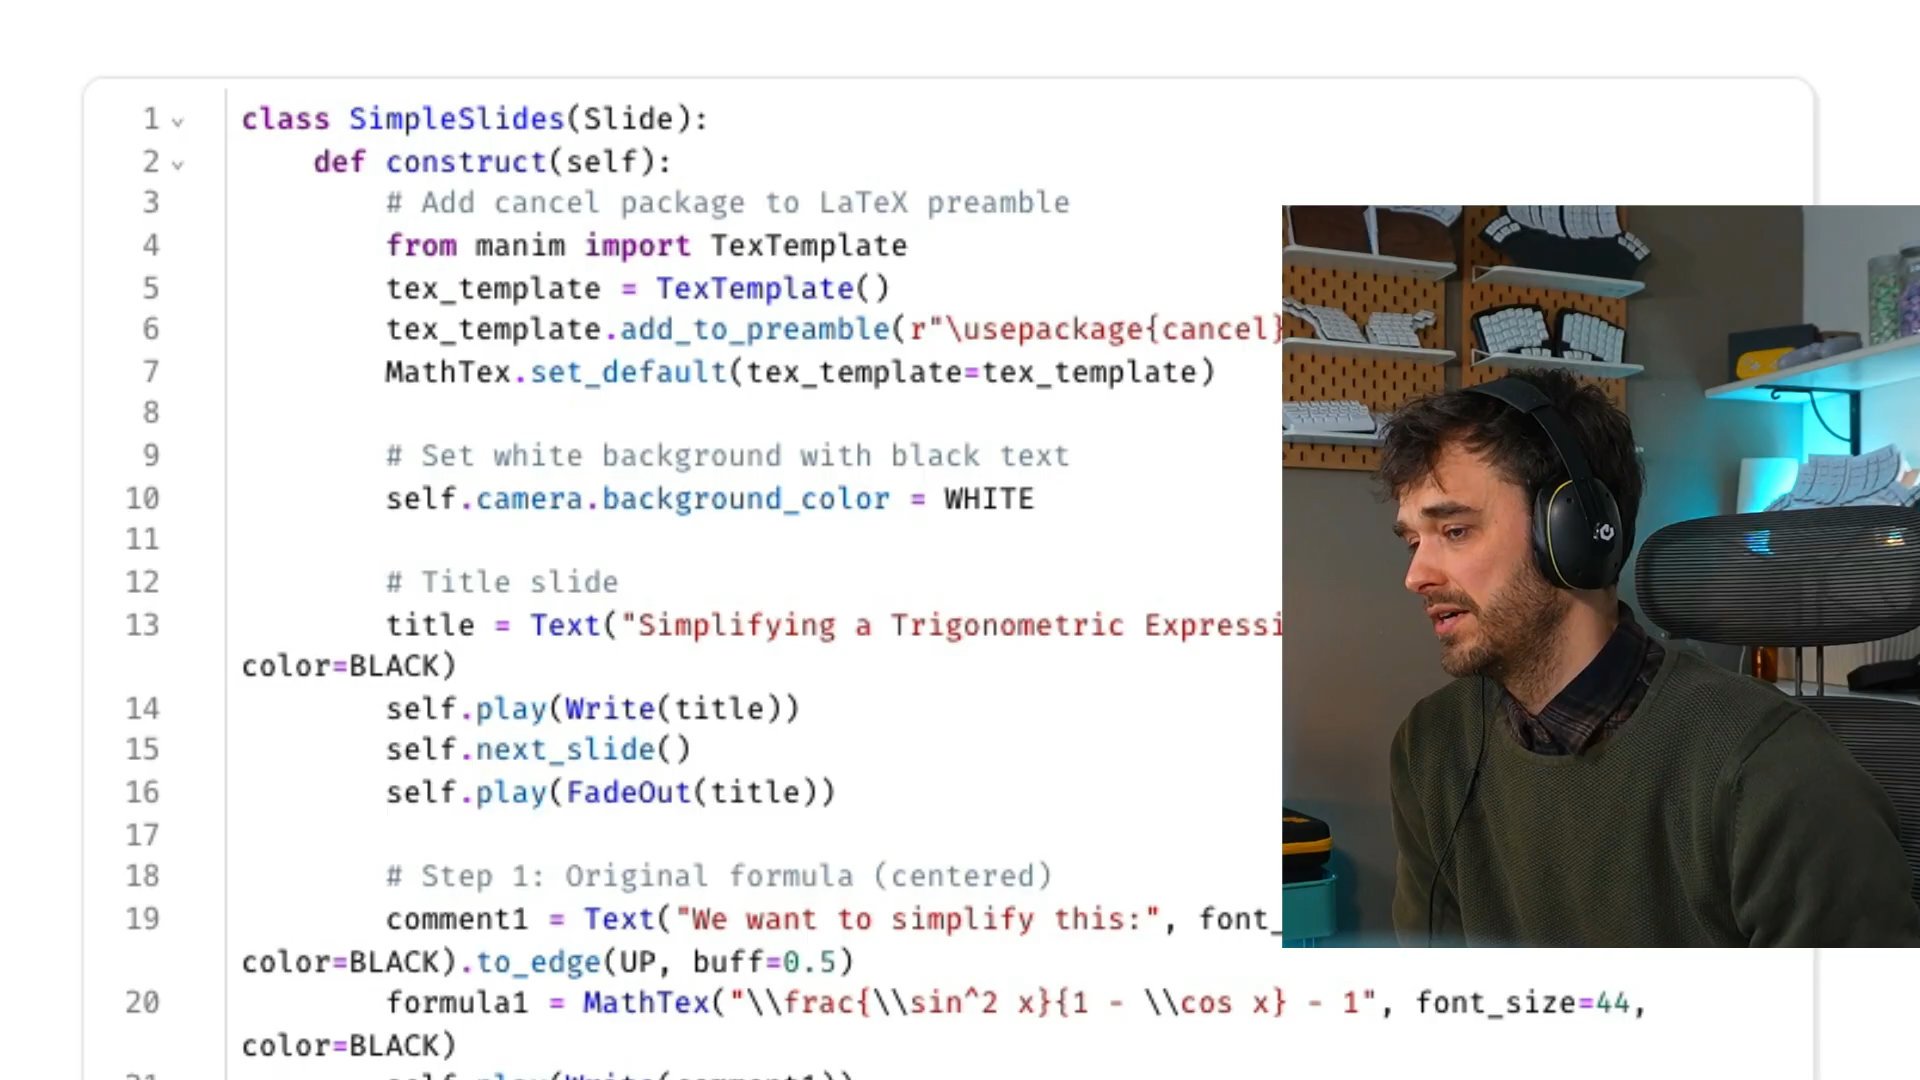 1 class SimpleSlides(Slide):
2 def construct(self):
3 # Add cancel package to LaTeX preamble
4 from manim import TexTemplate
5 tex_template = TexTemplate()
6 tex_template.add_to_preamble(r"\usepackage{cancel}
7 MathTex.set_default(tex_template=tex_template)
8
9 # Set white background with black text
10 self.camera.background_color = WHITE
11
12 # Title slide
13 title = Text("Simplifying a Trigonometric Expressi
color=BLACK)
14 self.play(Write(title))
15 self.next_slide()
16 self.play(FadeOut(title))
17
18 # Step 1: Original formula (centered)
19 comment1 = Text("We want to simplify this:", font_
color=BLACK).to_edge(UP, buff=0.5)
20 formula1 = MathTex("\\frac{\\sin^2 x}{1 - \\cos x} - 1", font_size=44,
color=BLACK)
21 self.play(Write(comment1))